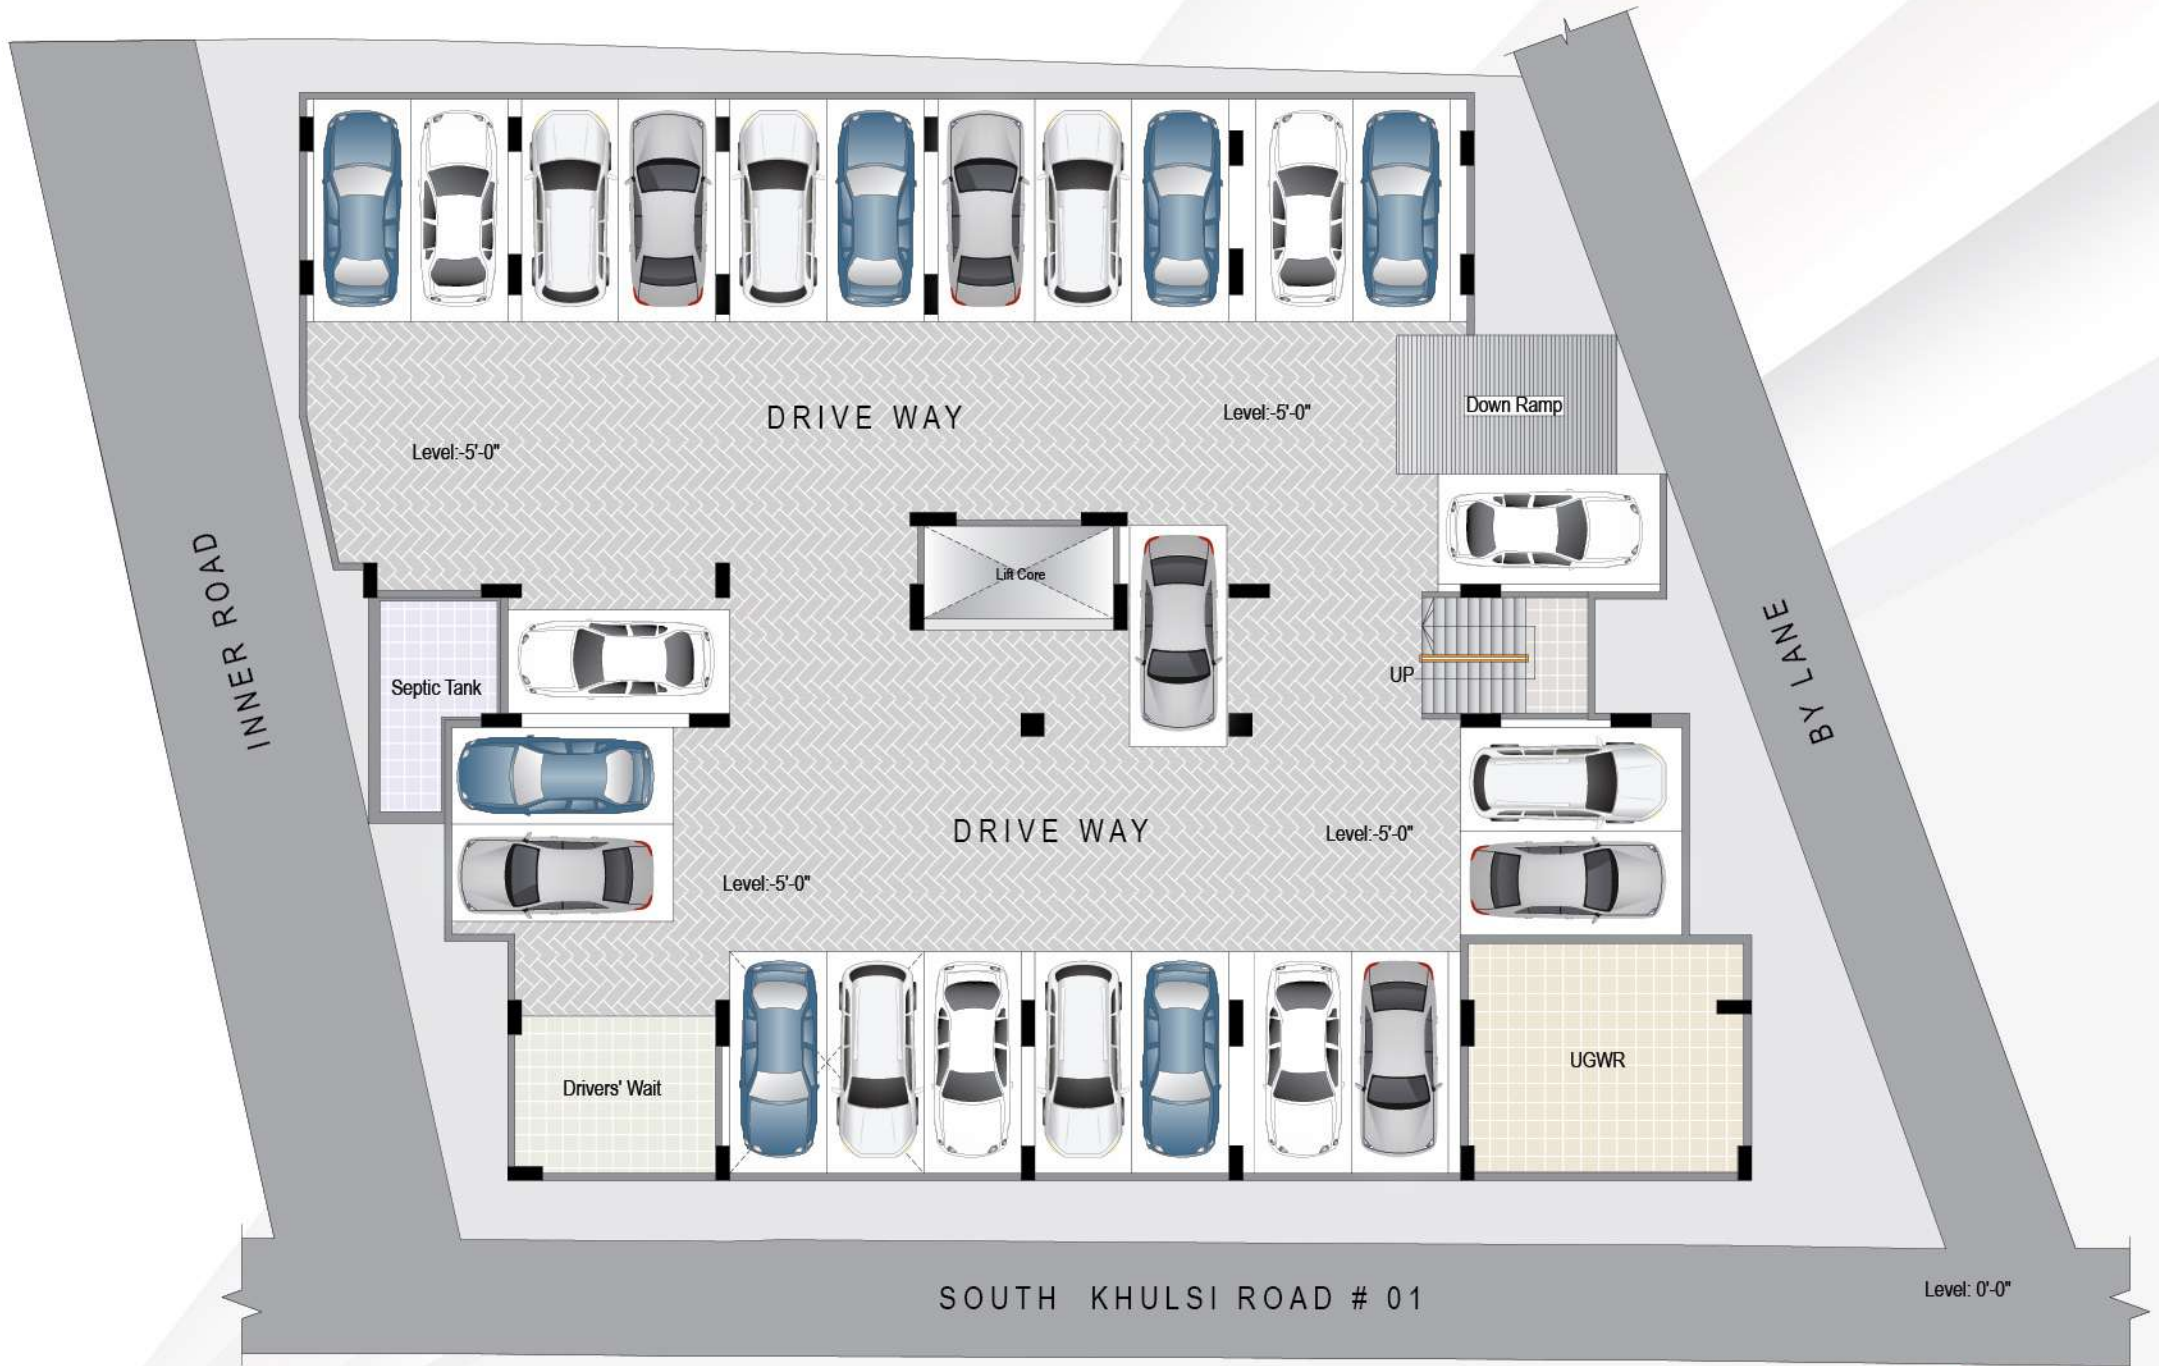 DRIVE WAY
Level:-5'-0"
Level:-5'-0"
Down Ramp
Lift Core
INNER ROAD
BY LANE
Septic Tank
UP
DRIVE WAY
Level:-5'-0"
Level:-5'-0"
UGWR
Drivers' Wait
SOUTH KHULSI ROAD # 01
Level: 0'-0"